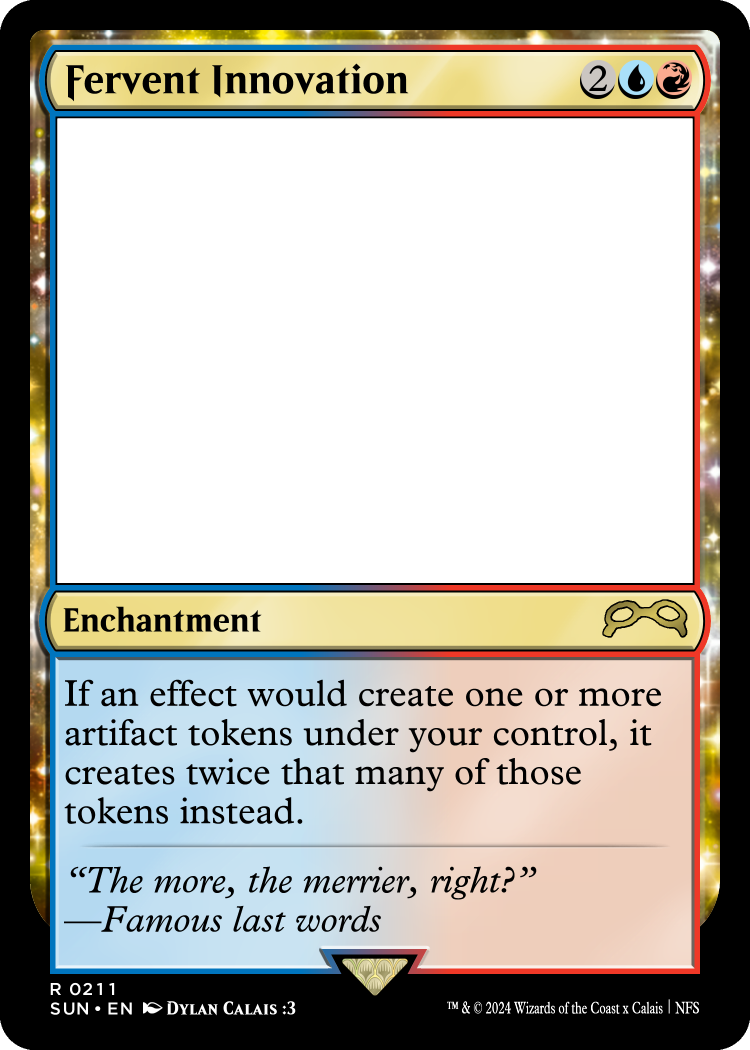 Fervent Innovation 2
Enchantment
If an effect would create one or more
artifact tokens under your control, it
creates twice that many of those
tokens instead.
“The more, the merrier, right?”
—Famous last words
R 0211
SUN • EN Dylan Calais :3
™ & © 2024 Wizards of the Coast x Calais | NFS